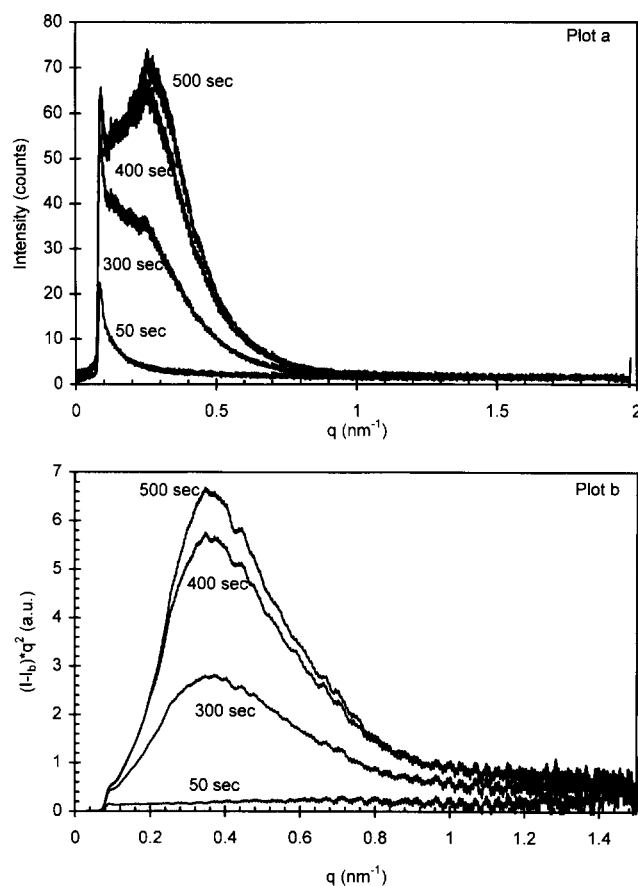 Plot a
80
70
60
50
40
30
20
10
0
Intensity (counts)
500 sec
400 sec
300 sec
50 sec
0
0.5
1
1.5
2
q (nm⁻¹)
Plot b
7
6
5
4
3
2
1
0
(I-I_b)*q² (a.u.)
500 sec
400 sec
300 sec
50 sec
0
0.2
0.4
0.6
0.8
1
1.2
1.4
q (nm⁻¹)